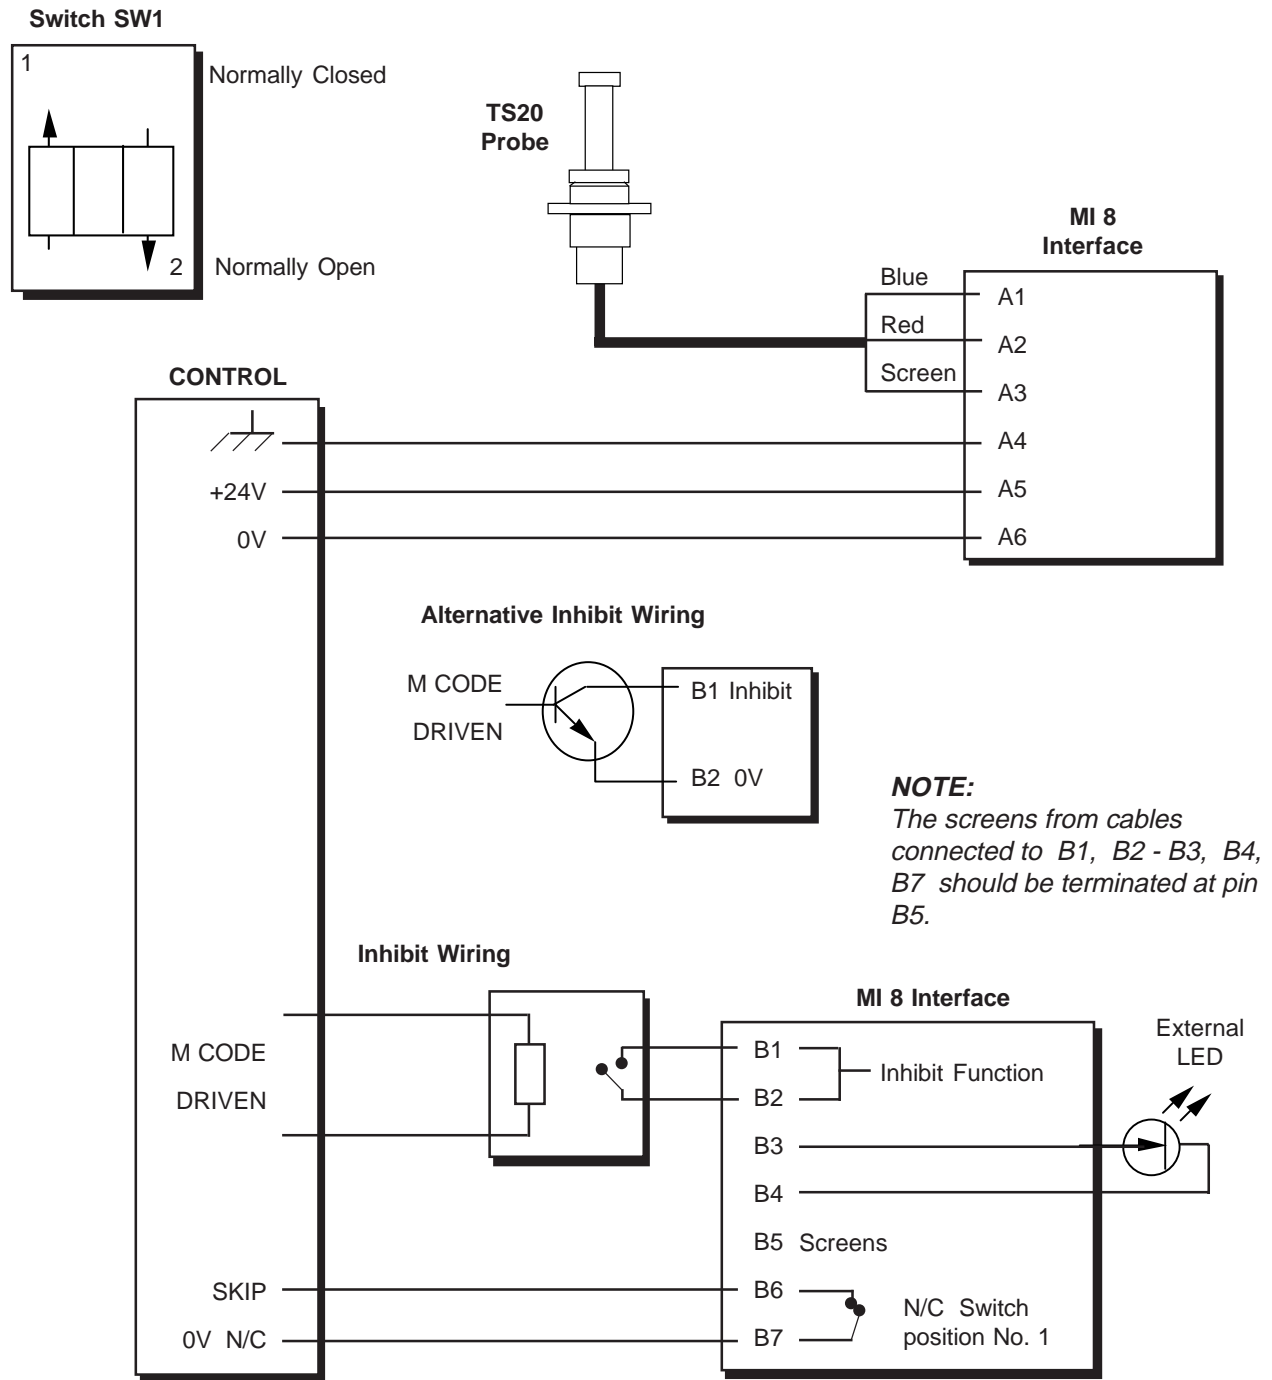 Switch SW1
1
Normally Closed
2
Normally Open
TS20
Probe
MI 8
Interface
Blue
A1
Red
A2
Screen
A3
CONTROL
A4
+24V
A5
0V
A6
Alternative Inhibit Wiring
M CODE
DRIVEN
B1 Inhibit
B2 0V
NOTE:
The screens from cables
connected to B1, B2 - B3, B4,
B7 should be terminated at pin
B5.
Inhibit Wiring
MI 8 Interface
External
LED
M CODE
DRIVEN
B1
Inhibit Function
B2
B3
B4
B5 Screens
SKIP
B6
0V N/C
B7
N/C Switch
position No. 1